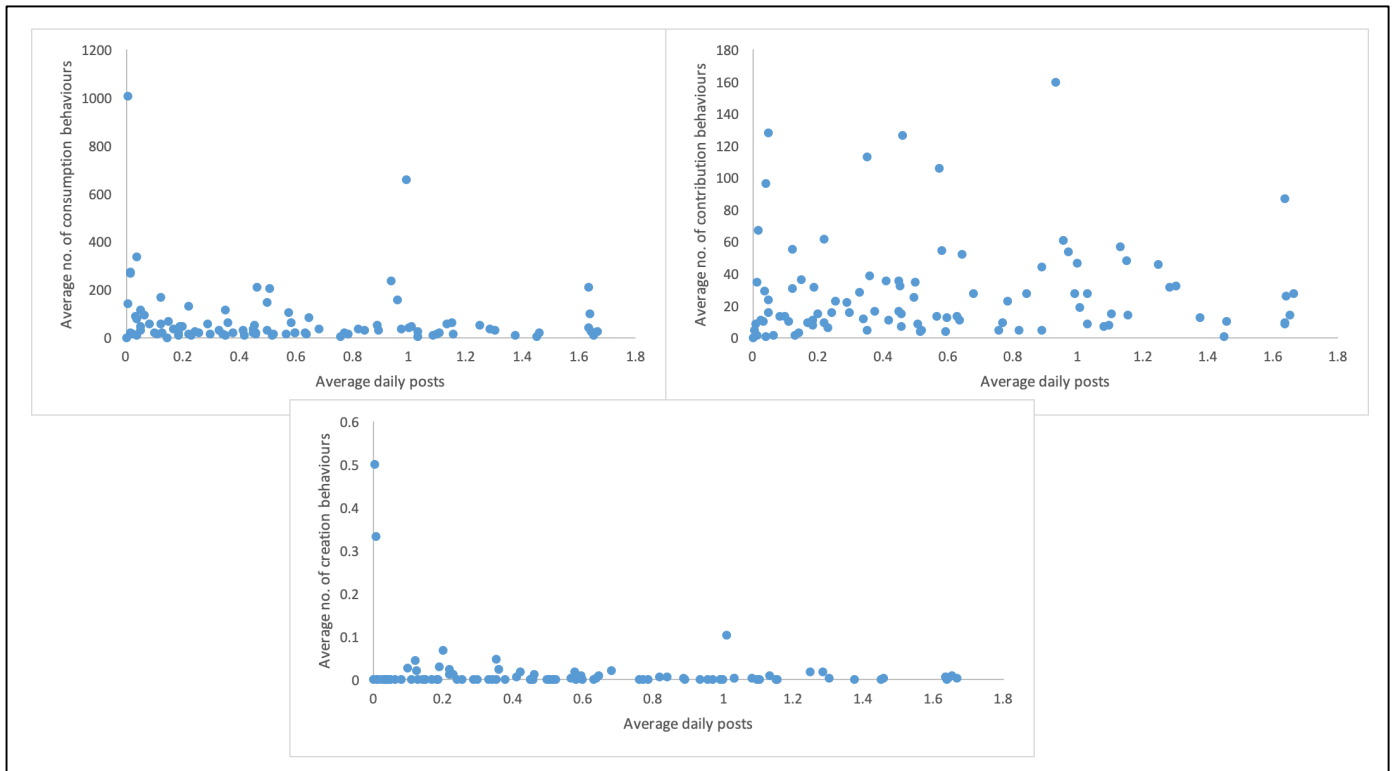 1200
1000
800
600
400
200
0
0 0.2 0.4 0.6 0.8 1 1.2 1.4 1.6 1.8
Average no. of consumption behaviours
Average daily posts
180
160
140
120
100
80
60
40
20
0
0 0.2 0.4 0.6 0.8 1 1.2 1.4 1.6 1.8
Average no. of contribution behaviours
Average daily posts
0.6
0.5
0.4
0.3
0.2
0.1
0
0 0.2 0.4 0.6 0.8 1 1.2 1.4 1.6 1.8
Average no. of creation behaviours
Average daily posts